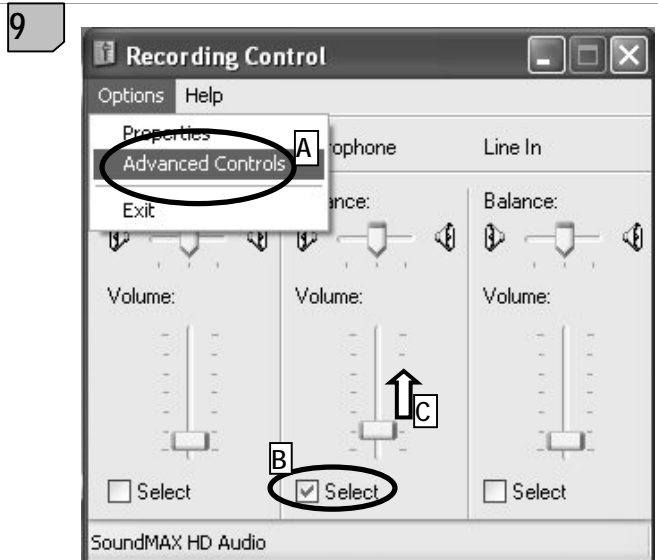 9
Recording Control
Options Help
Properties
Advanced Controls
Exit
A
rophone
Line In
ance:
Balance:
Volume:
Volume:
Volume:
C
B
Select
Select
Select
SoundMAX HD Audio